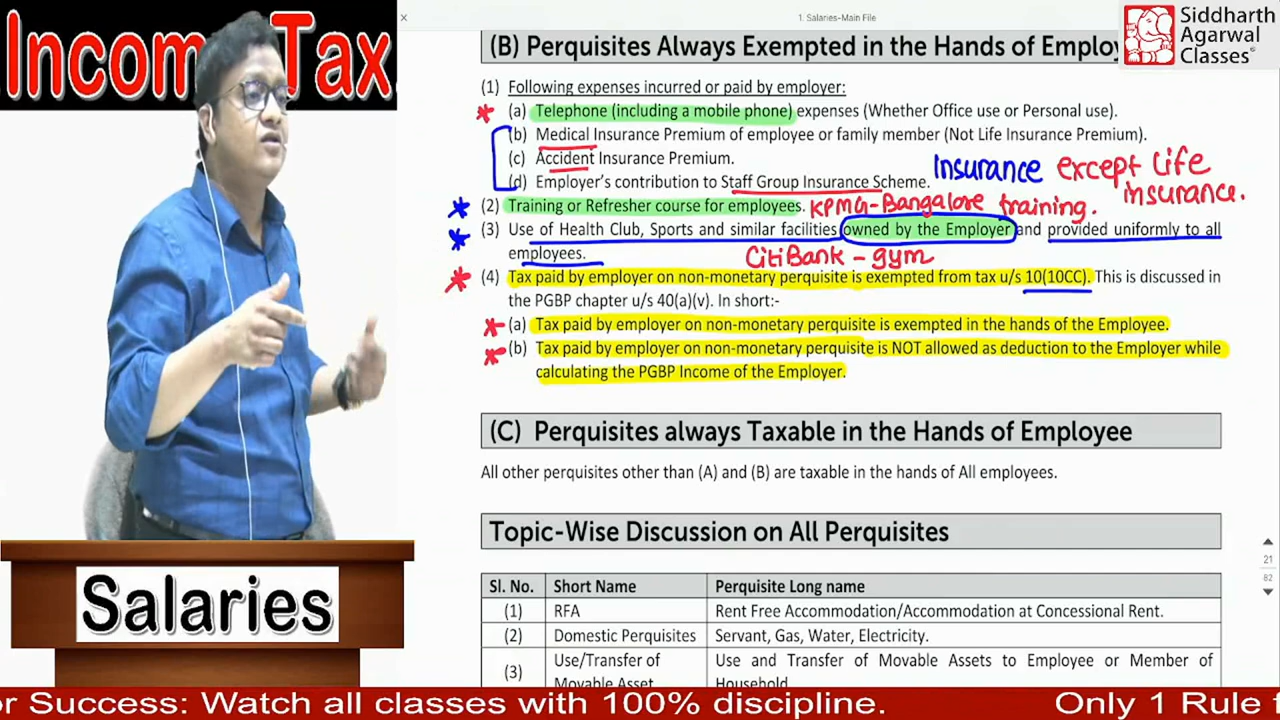 Income Tax
1. Salaries-Main File
Siddharth
Agarwal
Classes
(B) Perquisites Always Exempted in the Hands of
(1) Following expenses incurred or paid by employer:
(a) Telephone (including a mobile phone) expenses (Whether Office use or Personal use).
(b) Medical Insurance Premium of employee or family member (Not Life Insurance Premium).
(c) Accident Insurance Premium.
Insurance except Life
insurance.
(d) Employer's contribution to Staff Group Insurance Scheme.
(2) Training or Refresher course for employees. KPMG-Bangalore training.
(3) Use of Health Club, Sports and similar facilities owned by the Employer and provided uniformly to all
employees. CitiBank - gym
(4) Tax paid by employer on non-monetary perquisite is exempted from tax u/s 10(10CC). This is discussed in
the PGBP chapter u/s 40(a)(v). In short:-
(a) Tax paid by employer on non-monetary perquisite is exempted in the hands of the Employee.
(b) Tax paid by employer on non-monetary perquisite is NOT allowed as deduction to the Employer while
calculating the PGBP Income of the Employer.
(C) Perquisites always Taxable in the Hands of Employee
All other perquisites other than (A) and (B) are taxable in the hands of All employees.
Topic-Wise Discussion on All Perquisites
Sl. No. Short Name Perquisite Long name
(1) RFA Rent Free Accommodation/Accommodation at Concessional Rent.
(2) Domestic Perquisites Servant, Gas, Water, Electricity.
(3) Use/Transfer of Use and Transfer of Movable Assets to Employee or Member of
Movable Asset Household
21
82
Salaries
or Success: Watch all classes with 100% discipline. Only 1 Rule f